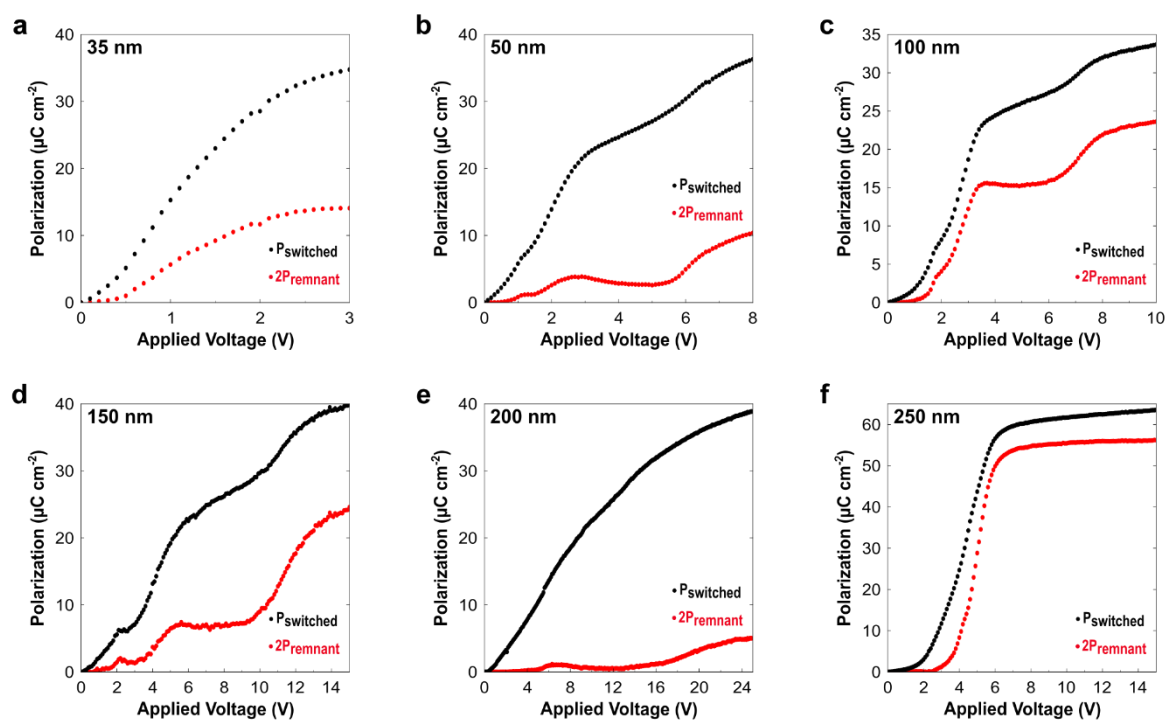 a
35 nm
Polarization (μC cm-2)
40
30
20
10
0
Pswitched
2Premnant
0 1 2 3
Applied Voltage (V)
b
50 nm
Polarization (μC cm-2)
40
30
20
10
0
Pswitched
2Premnant
0 2 4 6 8
Applied Voltage (V)
c
100 nm
Polarization (μC cm-2)
35
30
25
20
15
10
5
0
Pswitched
2Premnant
0 2 4 6 8 10
Applied Voltage (V)
d
150 nm
Polarization (μC cm-2)
40
30
20
10
0
Pswitched
2Premnant
0 2 4 6 8 10 12 14
Applied Voltage (V)
e
200 nm
Polarization (μC cm-2)
40
30
20
10
0
Pswitched
2Premnant
0 4 8 12 16 20 24
Applied Voltage (V)
f
250 nm
Polarization (μC cm-2)
60
50
40
30
20
10
0
Pswitched
2Premnant
0 2 4 6 8 10 12 14
Applied Voltage (V)